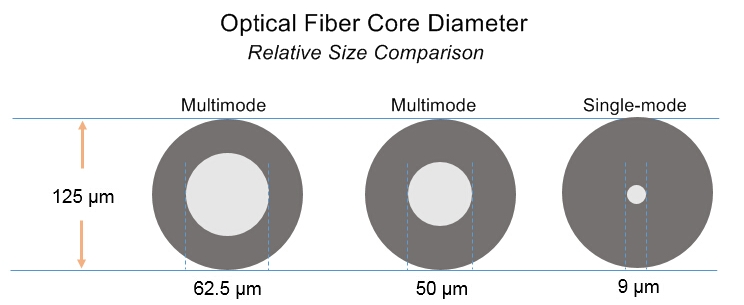 Optical Fiber Core Diameter
Relative Size Comparison
Multimode
Multimode
Single-mode
125 µm
62.5 µm
50 µm
9 µm